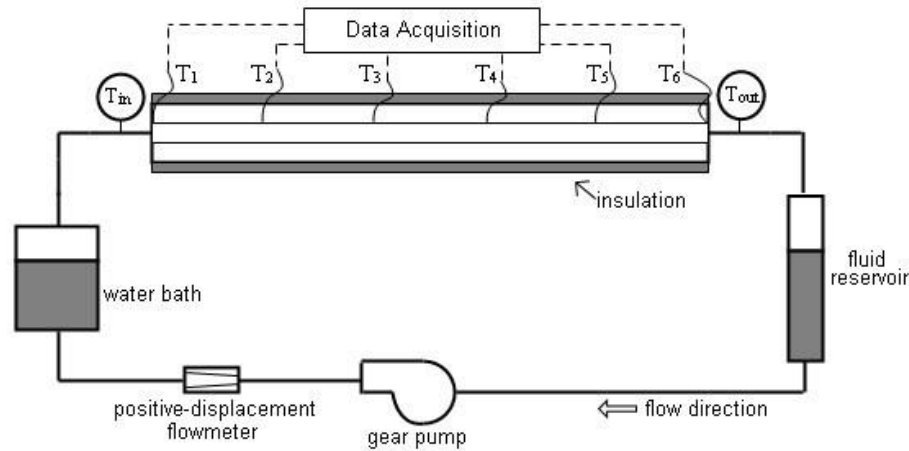 Data Acquisition
T1 T2 T3 T4 T5 T6
Tin
Tout
insulation
water bath
fluid
reservoir
positive-displacement
flowmeter
gear pump
flow direction